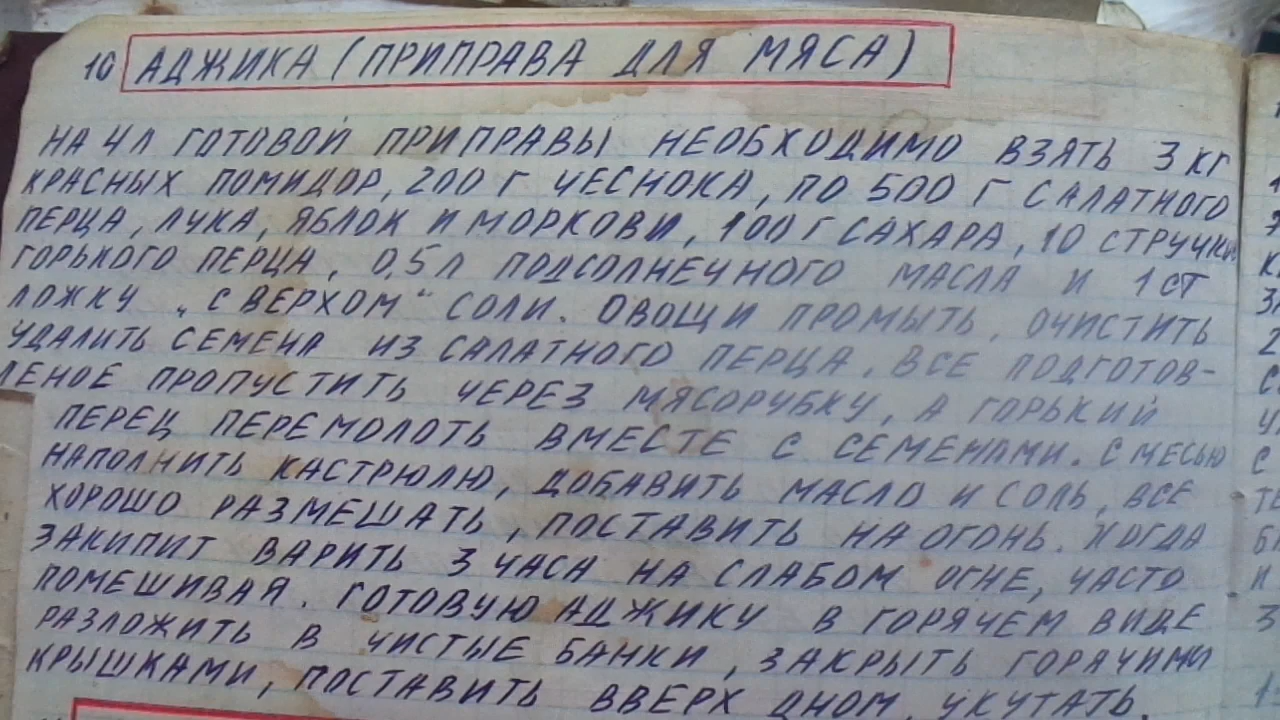 10 АДЖИКА (ПРИПРАВА ДЛЯ МЯСА)
НА 4Л ГОТОВОЙ ПРИПРАВЫ НЕОБХОДИМО ВЗЯТЬ 3 КГ
КРАСНЫХ ПОМИДОР, 200 Г ЧЕСНОКА, ПО 500 Г САЛАТНОГО
ПЕРЦА, ЛУКА, ЯБЛОК И МОРКОВИ, 100 Г САХАРА, 10 СТРУЧКОВ
ГОРЬКОГО ПЕРЦА, 0,5 Л ПОДСОЛНЕЧНОГО МАСЛА И 1 СТ
ЛОЖКУ „С ВЕРХОМ" СОЛИ. ОВОЩИ ПРОМЫТЬ, ОЧИСТИТЬ
УДАЛИТЬ СЕМЕНА ИЗ САЛАТНОГО ПЕРЦА. ВСЕ ПОДГОТОВ-
ЛЕНОЕ ПРОПУСТИТЬ ЧЕРЕЗ МЯСОРУБКУ, А ГОРЬКИЙ
ПЕРЕЦ ПЕРЕМОЛОТЬ ВМЕСТЕ С СЕМЕНАМИ. СМЕСЬЮ
НАПОЛНИТЬ КАСТРЮЛЮ, ДОБАВИТЬ МАСЛО И СОЛЬ, ВСЕ
ХОРОШО РАЗМЕШАТЬ, ПОСТАВИТЬ НА ОГОНЬ. КОГДА
ЗАКИПИТ ВАРИТЬ 3 ЧАСА НА СЛАБОМ ОГНЕ, ЧАСТО
ПОМЕШИВАЯ. ГОТОВУЮ АДЖИКУ В ГОРЯЧЕМ ВИДЕ
РАЗЛОЖИТЬ В ЧИСТЫЕ БАНКИ, ЗАКРЫТЬ ГОРЯЧИМИ
КРЫШКАМИ, ПОСТАВИТЬ ВВЕРХ ДНОМ, УКУТАТЬ.